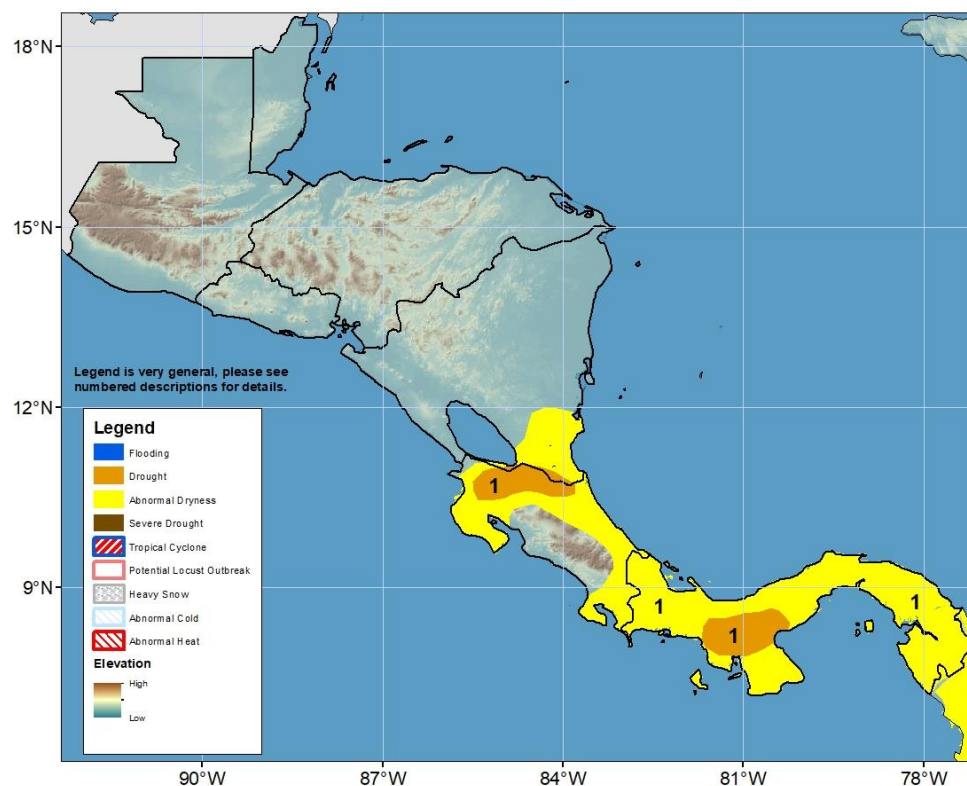 18°N
15°N
12°N
9°N
Legend is very general, please see
numbered descriptions for details.
Legend
Flooding
Drought
Abnormal Dryness
Severe Drought
Tropical Cyclone
Potential Locust Outbreak
Heavy Snow
Abnormal Cold
Abnormal Heat
Elevation
High
Low
1
1
1
1
90°W
87°W
84°W
81°W
78°W